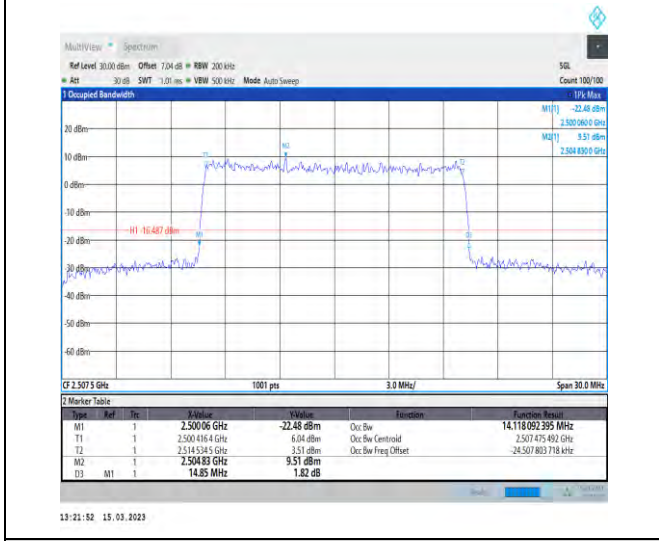 MultiView Spectrum
Ref Level 30.00 dBm Offset 7.04 dB RBW 200 kHz SGL
Att 30 dB SWT 1.01 ms VBW 500 kHz Mode Auto Sweep Count 100/100
1 Occupied Bandwidth 1Pk Max
M1[1] -22.48 dBm
2.500 060 0 GHz
M2[1] 9.51 dBm
2.504 830 0 GHz
20 dBm
M2
T1
T2
10 dBm
0 dBm
-10 dBm
H1 -16.487 dBm
M1
D3
-20 dBm
-30 dBm
-40 dBm
-50 dBm
-60 dBm
CF 2.507 5 GHz 1001 pts 3.0 MHz/ Span 30.0 MHz
2 Marker Table
Type Ref Trc X-Value Y-Value Function Function Result
M1 1 2.500 06 GHz -22.48 dBm Occ Bw 14.118 092 395 MHz
T1 1 2.500 416 4 GHz 6.04 dBm Occ Bw Centroid 2.507 475 492 GHz
T2 1 2.514 534 5 GHz 3.51 dBm Occ Bw Freq Offset -24.507 803 718 kHz
M2 1 2.504 83 GHz 9.51 dBm
D3 M1 1 14.85 MHz 1.82 dB
13:21:52 15.03.2023